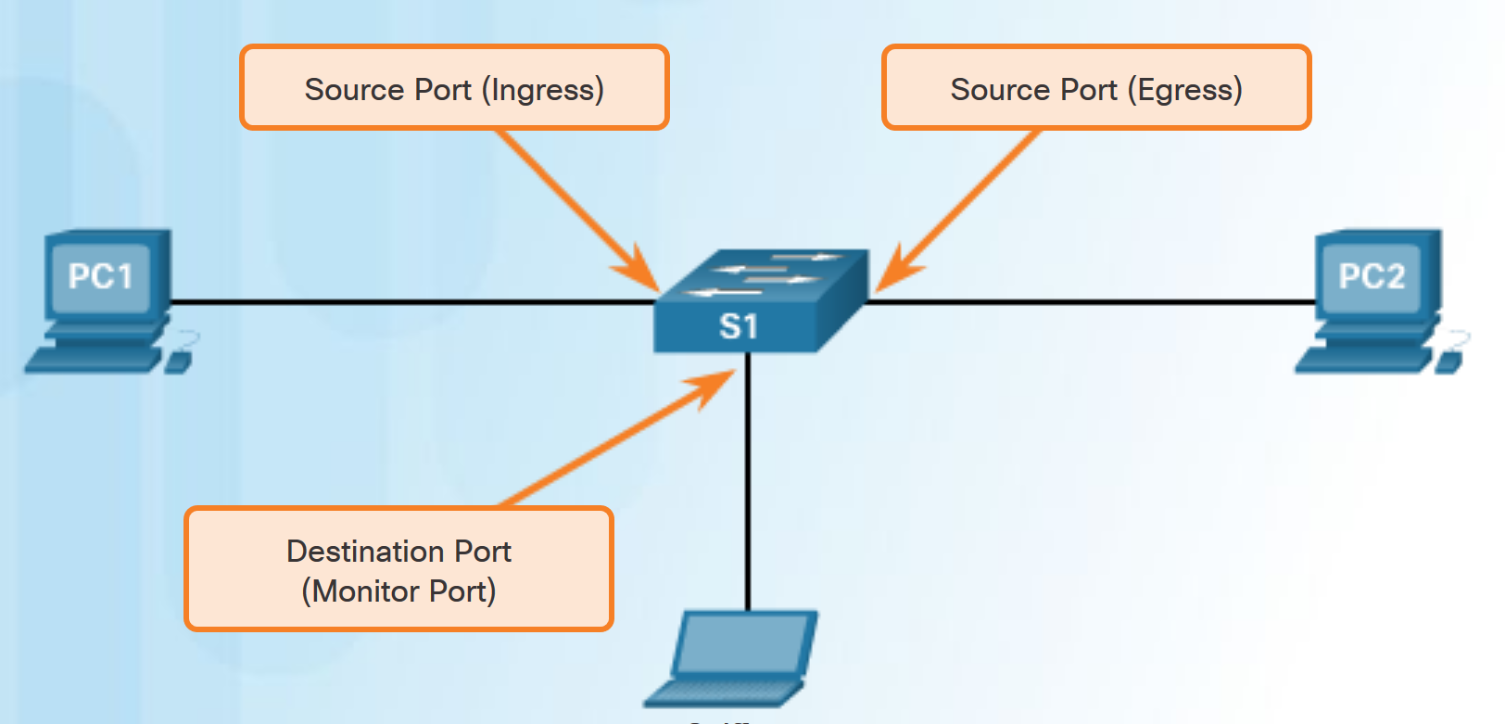 Source Port (Ingress)
Source Port (Egress)
PC1
PC2
S1
Destination Port
(Monitor Port)